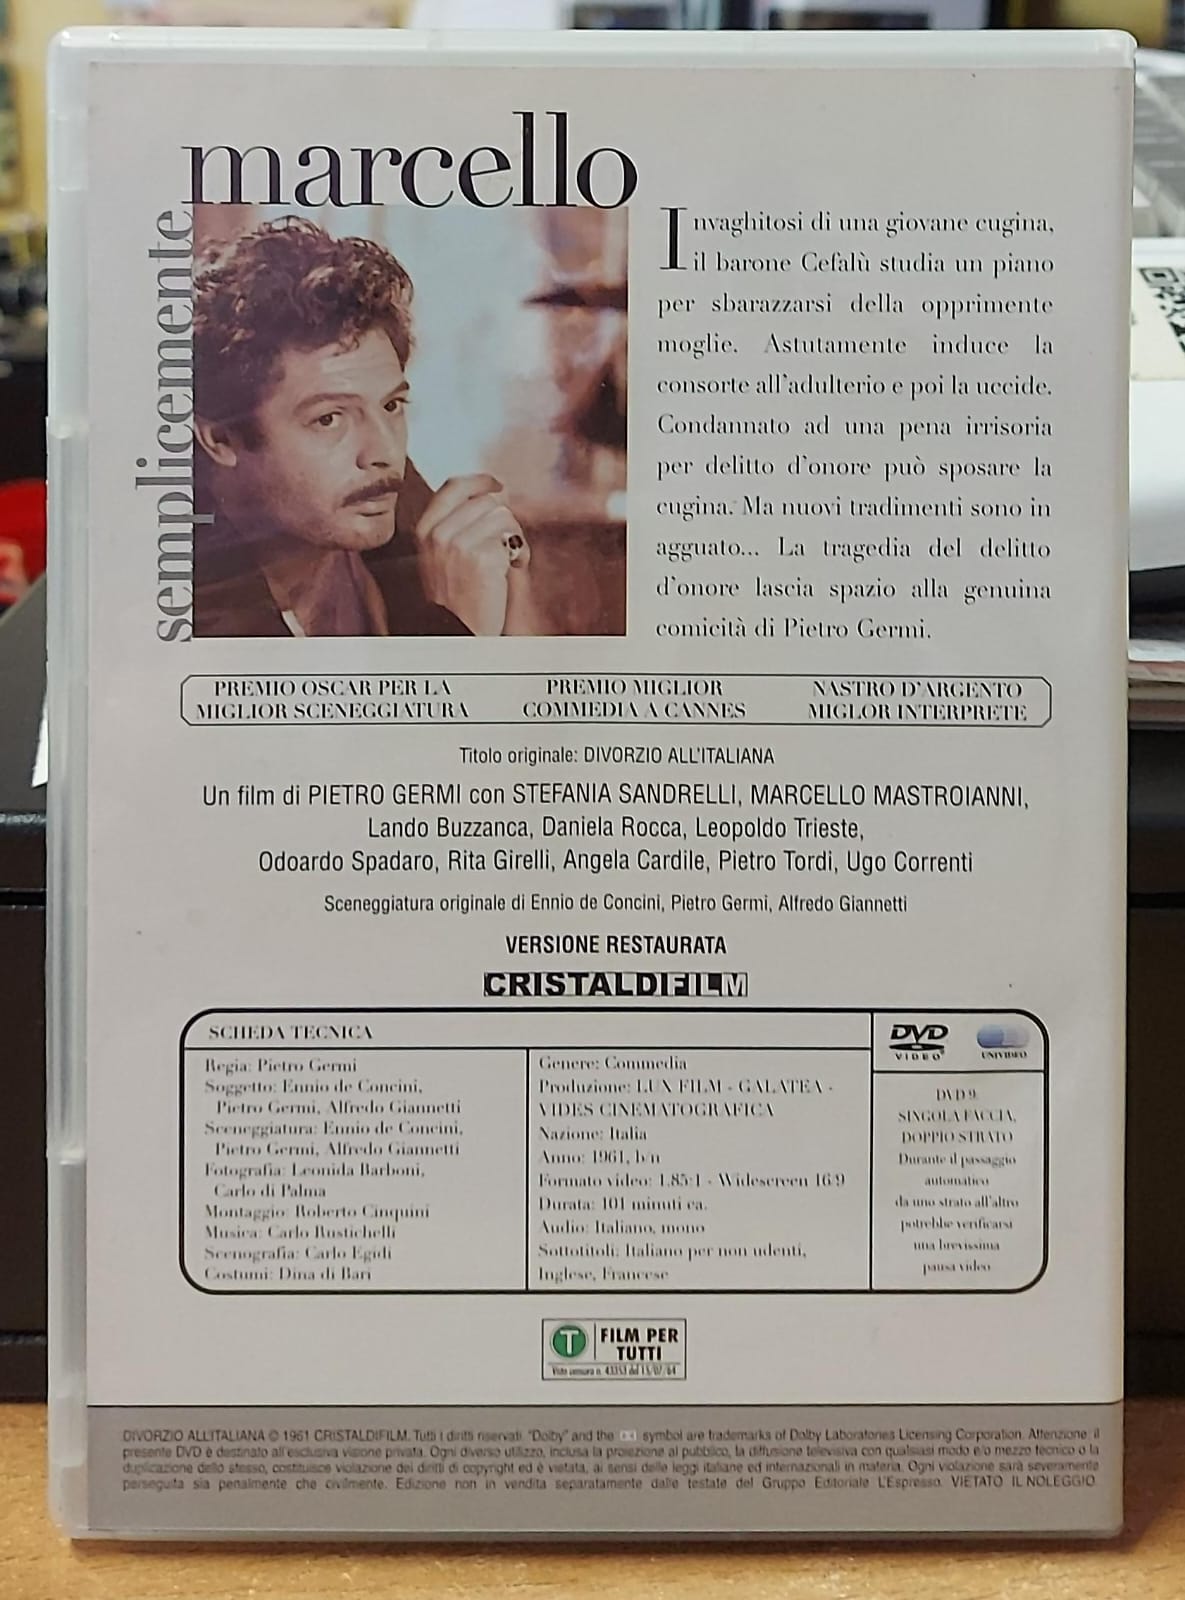 marcello
semplicemente
Invaghitosi di una giovane cugina,
il barone Cefalù studia un piano
per sbarazzarsi della opprimente
moglie. Astutamente induce la
consorte all'adulterio e poi la uccide.
Condannato ad una pena irrisoria
per delitto d'onore può sposare la
cugina. Ma nuovi tradimenti sono in
agguato... La tragedia del delitto
d'onore lascia spazio alla genuina
comicità di Pietro Germi.
PREMIO OSCAR PER LA
MIGLIOR SCENEGGIATURA
PREMIO MIGLIOR
COMMEDIA A CANNES
NASTRO D'ARGENTO
MIGLOR INTERPRETE
Titolo originale: DIVORZIO ALL'ITALIANA
Un film di PIETRO GERMI con STEFANIA SANDRELLI, MARCELLO MASTROIANNI,
Lando Buzzanca, Daniela Rocca, Leopoldo Trieste,
Odoardo Spadaro, Rita Girelli, Angela Cardile, Pietro Tordi, Ugo Correnti
Sceneggiatura originale di Ennio de Concini, Pietro Germi, Alfredo Giannetti
VERSIONE RESTAURATA
CRISTALDIFILM
SCHEDA TECNICA
Regia: Pietro Germi
Soggetto: Ennio de Concini,
Pietro Germi, Alfredo Giannetti
Sceneggiatura: Ennio de Concini,
Pietro Germi, Alfredo Giannetti
Fotografia: Leonida Barboni,
Carlo di Palma
Montaggio: Roberto Cinquini
Musica: Carlo Rustichelli
Scenografia: Carlo Egidi
Costumi: Dina di Bari
Genere: Commedia
Produzione: LUX FILM - GALATEA -
VIDES CINEMATOGRAFICA
Nazione: Italia
Anno: 1961, b/n
Formato video: 1.85:1 - Widescreen 16/9
Durata: 101 minuti ca.
Audio: Italiano, mono
Sottotitoli: Italiano per non udenti,
Inglese, Francese
DVD
VIDEO
UNIVIDEO
DVD 9,
SINGOLA FACCIA,
DOPPIO STRATO
Durante il passaggio
automatico
da uno strato all'altro
potrebbe verificarsi
una brevissima
pausa video
T FILM PER
TUTTI
Visto censura n. 43353 del 15/07/64
DIVORZIO ALL'ITALIANA © 1961 CRISTALDIFILM. Tutti i diritti riservati. "Dolby" and the symbol are trademarks of Dolby Laboratories Licensing Corporation. Attenzione: il
presente DVD è destinato all'esclusiva visione privata. Ogni diverso utilizzo, inclusa la proiezione al pubblico, la diffusione televisiva con qualsiasi modo e/o mezzo tecnico o la
duplicazione dello stesso, costituisce violazione dei diritti di copyright ed è vietata, ai sensi delle leggi italiane ed internazionali in materia. Ogni violazione sarà severamente
perseguita sia penalmente che civilmente. Edizione non in vendita separatamente dalle testate del Gruppo Editoriale L'Espresso. VIETATO IL NOLEGGIO.